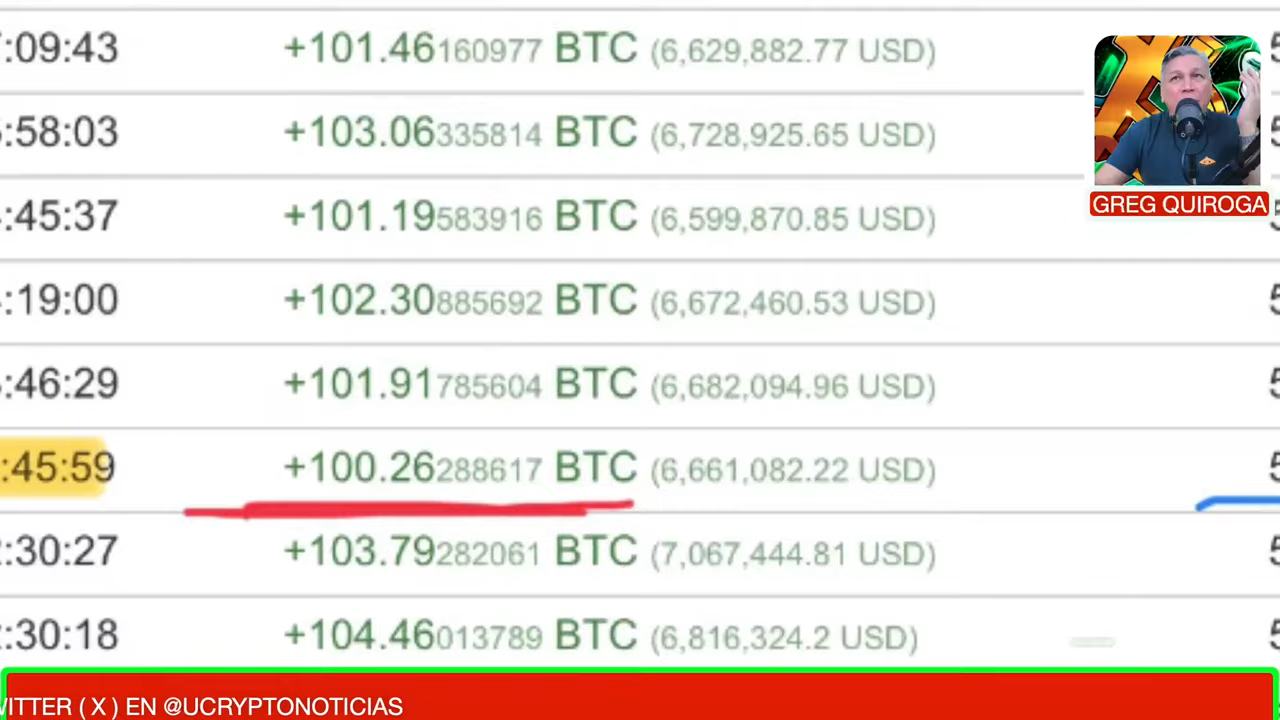 :09:43 +101.46160977 BTC (6,629,882.77 USD)
:58:03 +103.06335814 BTC (6,728,925.65 USD)
:45:37 +101.19583916 BTC (6,599,870.85 USD)
:19:00 +102.30885692 BTC (6,672,460.53 USD)
:46:29 +101.91785604 BTC (6,682,094.96 USD)
:45:59 +100.26288617 BTC (6,661,082.22 USD)
:30:27 +103.79282061 BTC (7,067,444.81 USD)
:30:18 +104.46013789 BTC (6,816,324.2 USD)
GREG QUIROGA
( X ) EN @UCRYPTONOTICIAS